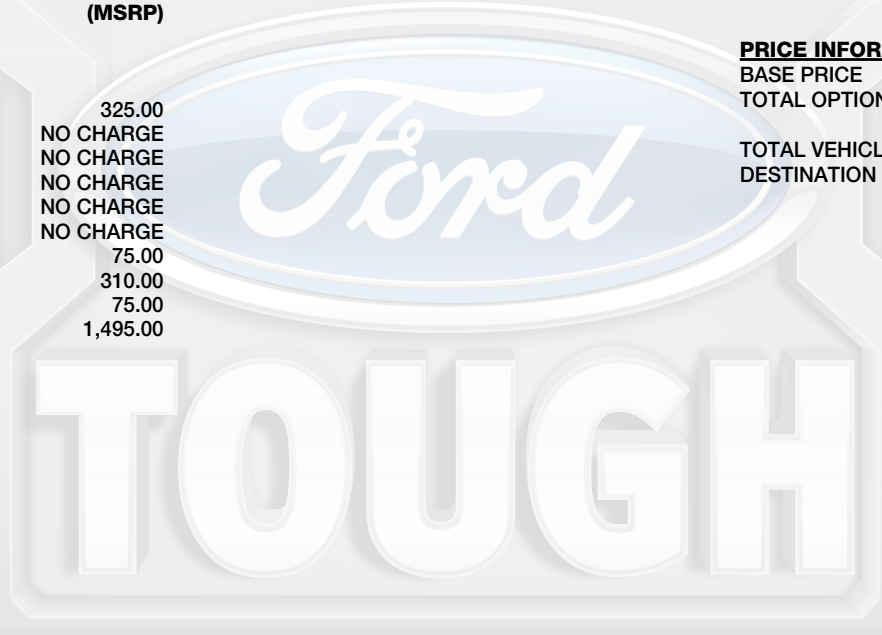 (MSRP)
325.00
NO CHARGE
NO CHARGE
NO CHARGE
NO CHARGE
NO CHARGE
75.00
310.00
75.00
1,495.00
PRICE INFOR
BASE PRICE
TOTAL OPTION
TOTAL VEHICL
DESTINATION
Ford
TOUGH